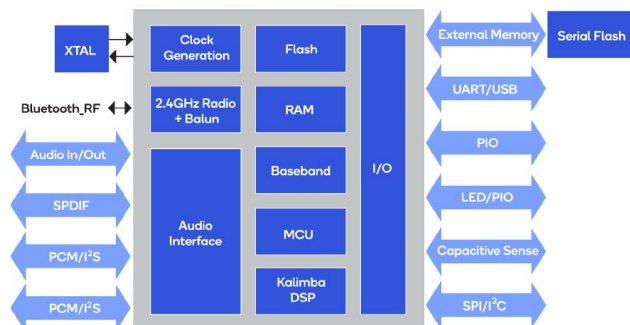 XTAL
Clock
Generation
Flash
External Memory
Serial Flash
Bluetooth_RF
2.4GHz Radio
+ Balun
RAM
UART/USB
Audio In/Out
Baseband
I/O
PIO
SPDIF
Audio
Interface
MCU
LED/PIO
PCM/I²S
Capacitive Sense
PCM/I²S
Kalimba
DSP
SPI/I²C